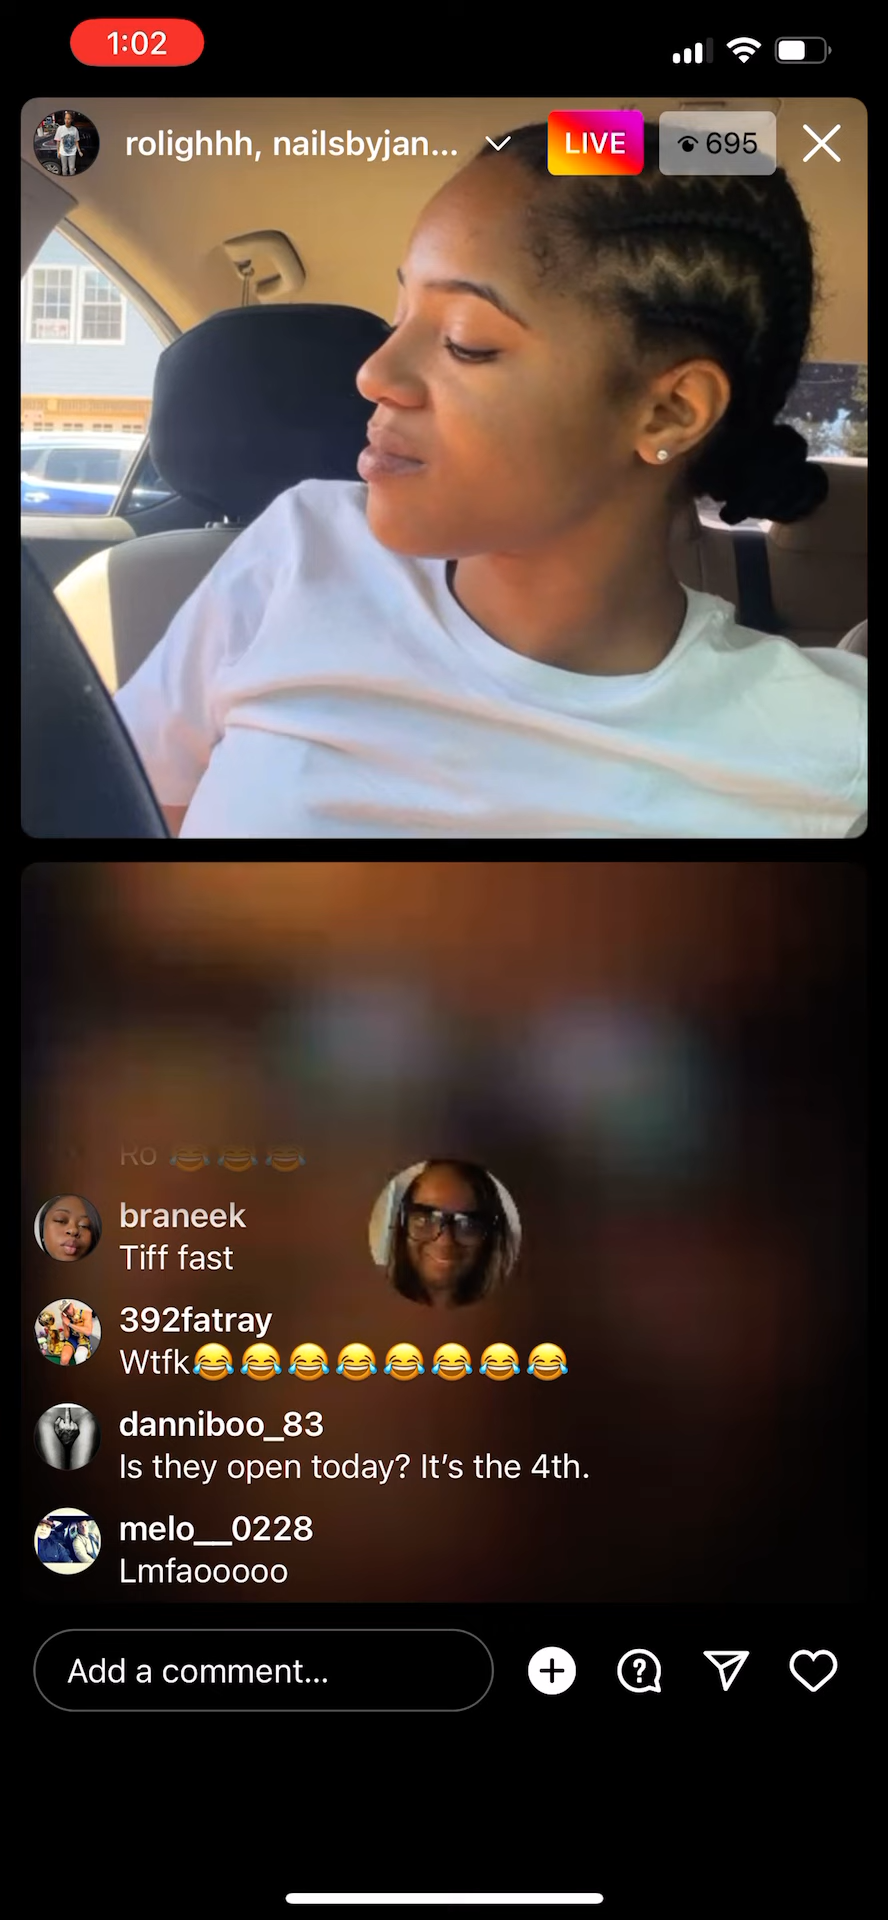 1:02
rolighhh, nailsbyjan...
LIVE
695
Ro 😂😂😂
braneek
Tiff fast
392fatray
Wtfk😂😂😂😂😂😂😂😂
danniboo_83
Is they open today? It’s the 4th.
melo__0228
Lmfaooooo
Add a comment...